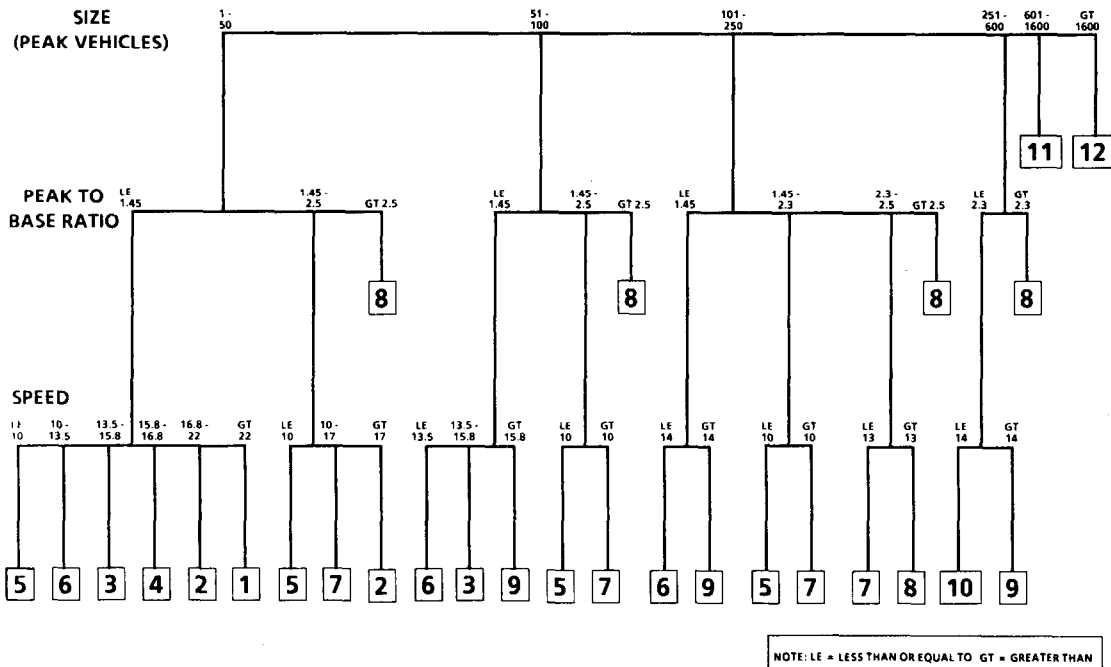 SIZE
(PEAK VEHICLES)
1 -
50
51 -
100
101 -
250
251 -
600
601 -
1600
GT
1600
11
12
PEAK TO
BASE RATIO
LE
1.45
1.45 -
2.5
GT 2.5
LE
1.45
1.45 -
2.5
GT 2.5
LE
1.45
1.45 -
2.3
2.3 -
2.5
GT 2.5
LE
2.3
GT
2.3
8
8
8
8
SPEED
LE
10
10 -
13.5
13.5 -
15.8
15.8 -
16.8
16.8 -
22
GT
22
LE
10
10 -
17
GT
17
LE
13.5
13.5 -
15.8
GT
15.8
LE
10
GT
10
LE
14
GT
14
LE
10
GT
10
LE
13
GT
13
LE
14
GT
14
5 6 3 4 2 1 5 7 2 6 3 9 5 7 6 9 5 7 7 8 10 9
NOTE: LE = LESS THAN OR EQUAL TO GT = GREATER THAN